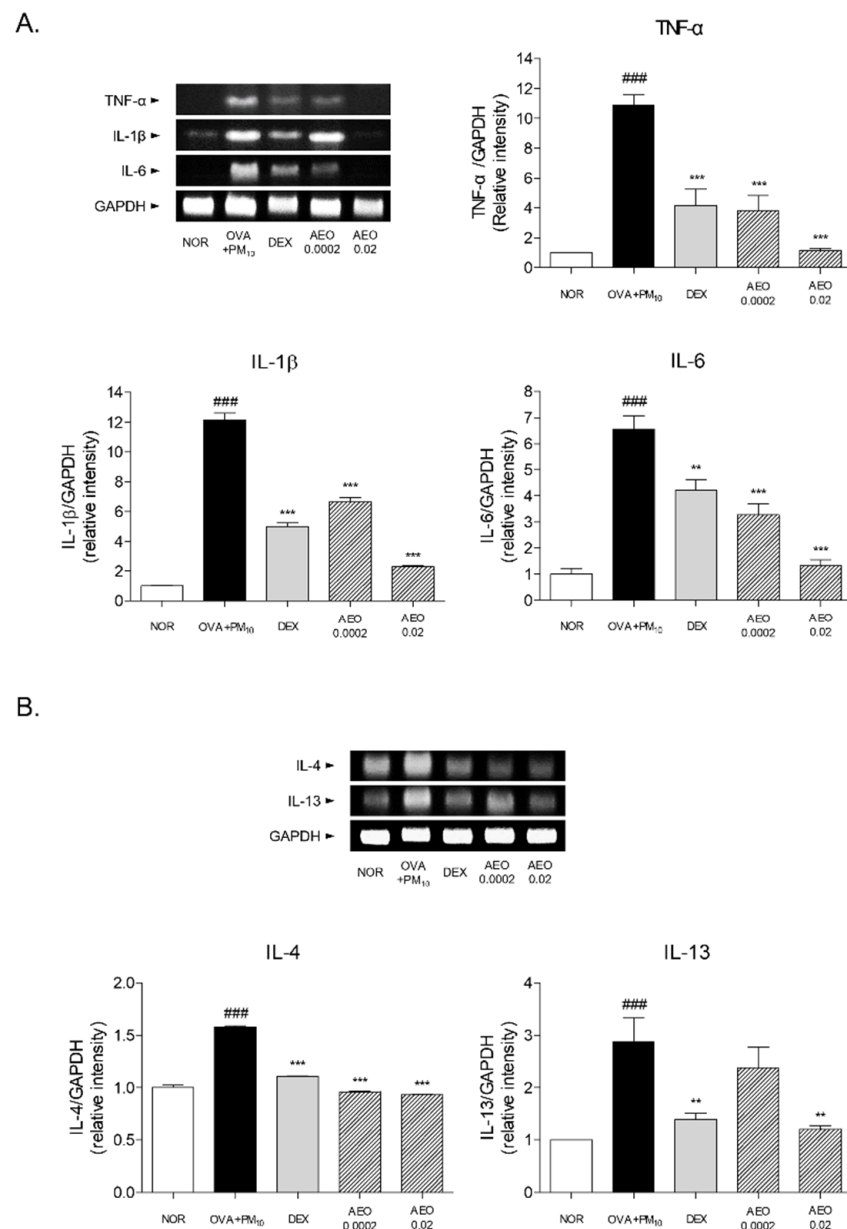 A.
TNF-α ►
IL-1β ►
IL-6 ►
GAPDH ►
NOR OVA +PM₁₀ DEX AEO 0.0002 AEO 0.02
TNF-α
TNF-α /GAPDH
(Relative intensity)
14
12
10
8
6
4
2
0
###
***
***
***
NOR OVA+PM₁₀ DEX AEO 0.0002 AEO 0.02
IL-1β
IL-1β/GAPDH
(relative intensity)
14
12
10
8
6
4
2
0
###
***
***
***
NOR OVA+PM₁₀ DEX AEO 0.0002 AEO 0.02
IL-6
IL-6/GAPDH
(relative intensity)
8
7
6
5
4
3
2
1
0
###
**
***
***
NOR OVA+PM₁₀ DEX AEO 0.0002 AEO 0.02
B.
IL-4 ►
IL-13 ►
GAPDH ►
NOR OVA +PM₁₀ DEX AEO 0.0002 AEO 0.02
IL-4
IL-4/GAPDH
(relative intensity)
2.0
1.5
1.0
0.5
0.0
###
***
***
***
NOR OVA+PM₁₀ DEX AEO 0.0002 AEO 0.02
IL-13
IL-13/GAPDH
(relative intensity)
4
3
2
1
0
###
**
**
NOR OVA+PM₁₀ DEX AEO 0.0002 AEO 0.02